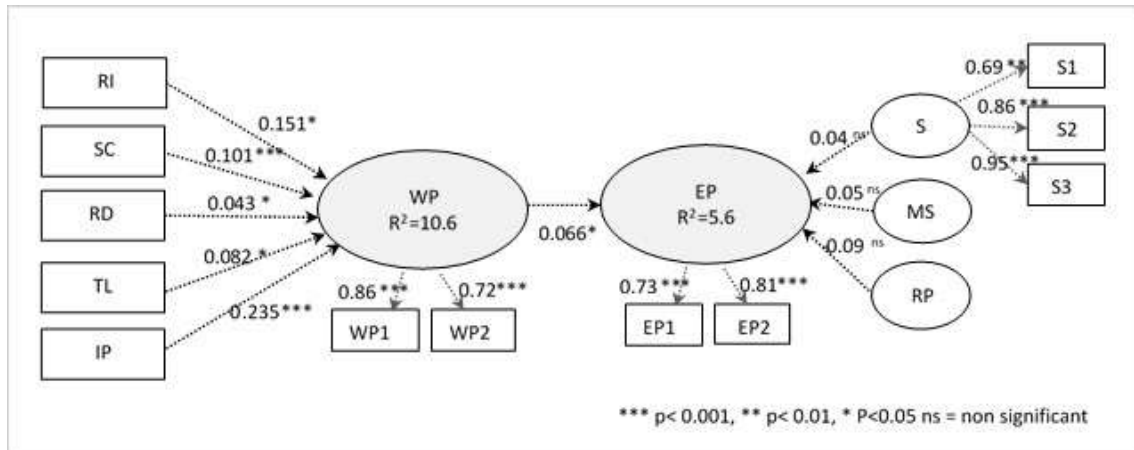 RI
0.151*
SC
0.101***
RD
0.043 *
TL
0.082 *
IP
0.235***
WP
R²=10.6
0.86 ***
0.72***
WP1
WP2
0.066*
EP
R²=5.6
0.73 ***
0.81***
EP1
EP2
0.04 ns
0.05 ns
0.09 ns
S
MS
RP
0.69 **
0.86 ***
0.95***
S1
S2
S3
*** p< 0.001, ** p< 0.01, * P<0.05 ns = non significant